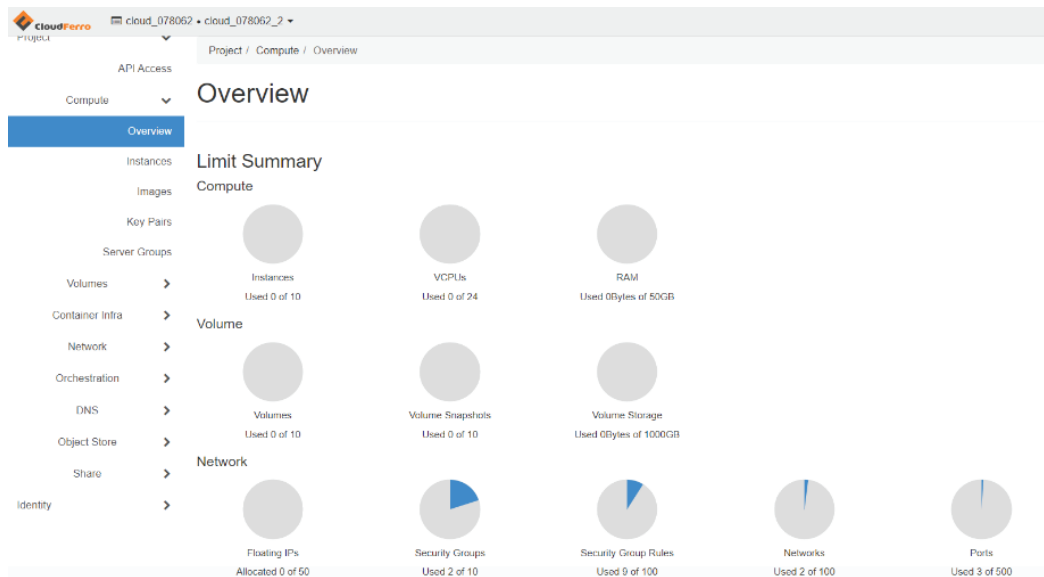 CloudFerro
cloud_078062 • cloud_078062_2
Project
API Access
Compute
Overview
Instances
Images
Key Pairs
Server Groups
Volumes
Container Infra
Network
Orchestration
DNS
Object Store
Share
Identity
Project / Compute / Overview
Overview
Limit Summary
Compute
Instances
Used 0 of 10
VCPUs
Used 0 of 24
RAM
Used 0Bytes of 50GB
Volume
Volumes
Used 0 of 10
Volume Snapshots
Used 0 of 10
Volume Storage
Used 0Bytes of 1000GB
Network
Floating IPs
Allocated 0 of 50
Security Groups
Used 2 of 10
Security Group Rules
Used 9 of 100
Networks
Used 2 of 100
Ports
Used 3 of 500